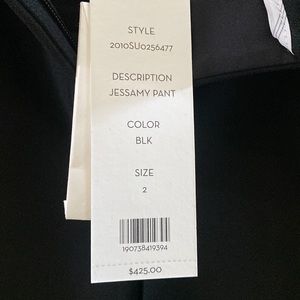 STYLE
2010SU0256477
DESCRIPTION
JESSAMY PANT
COLOR
BLK
SIZE
2
190738419394
$425.00